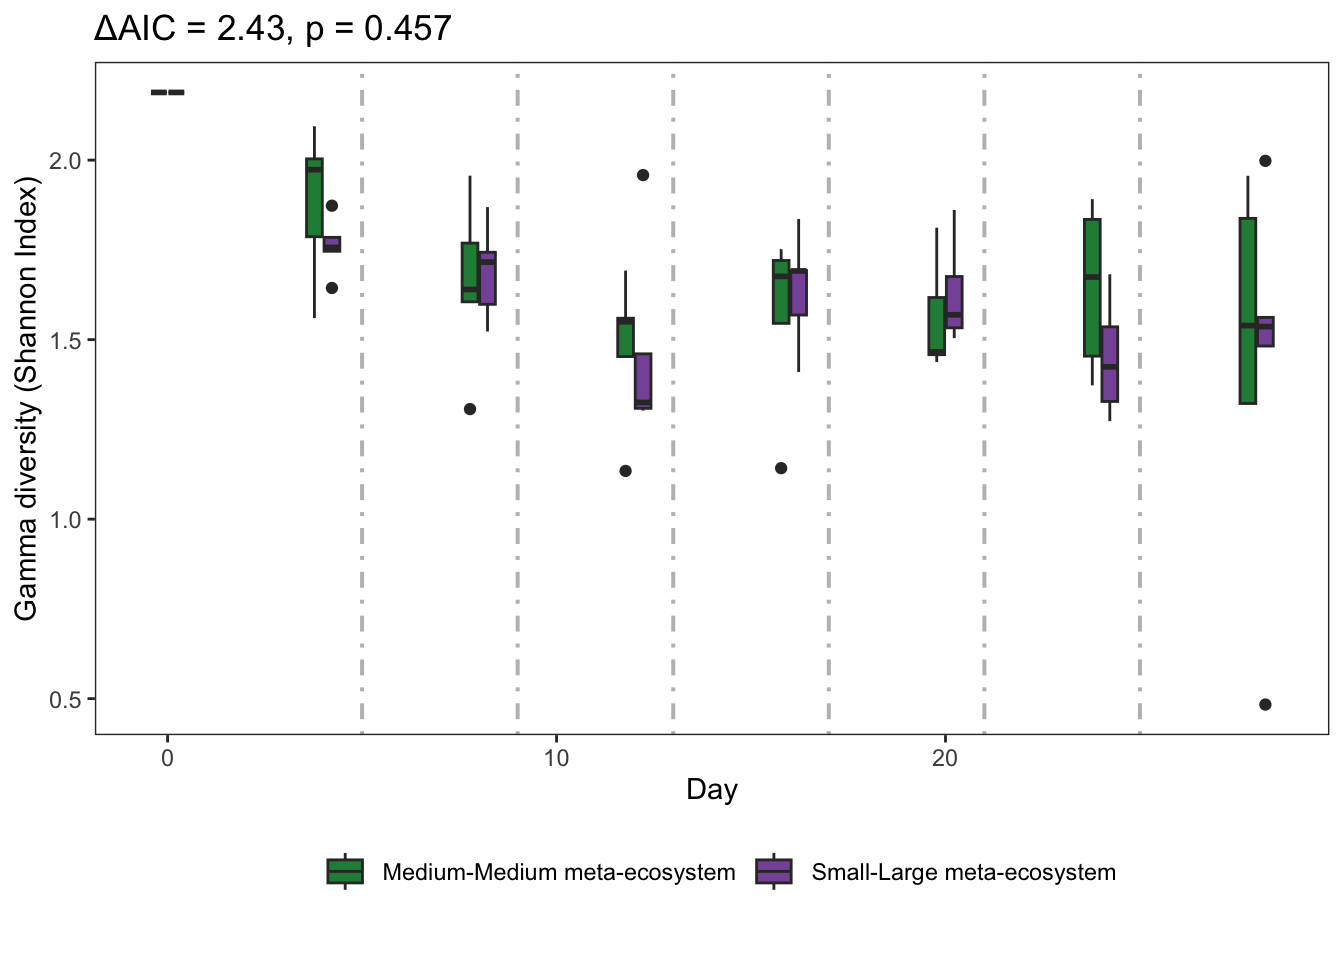 ΔAIC = 2.43, p = 0.457
Gamma diversity (Shannon Index)
2.0
1.5
1.0
0.5
0 10 20
Day
Medium-Medium meta-ecosystem Small-Large meta-ecosystem